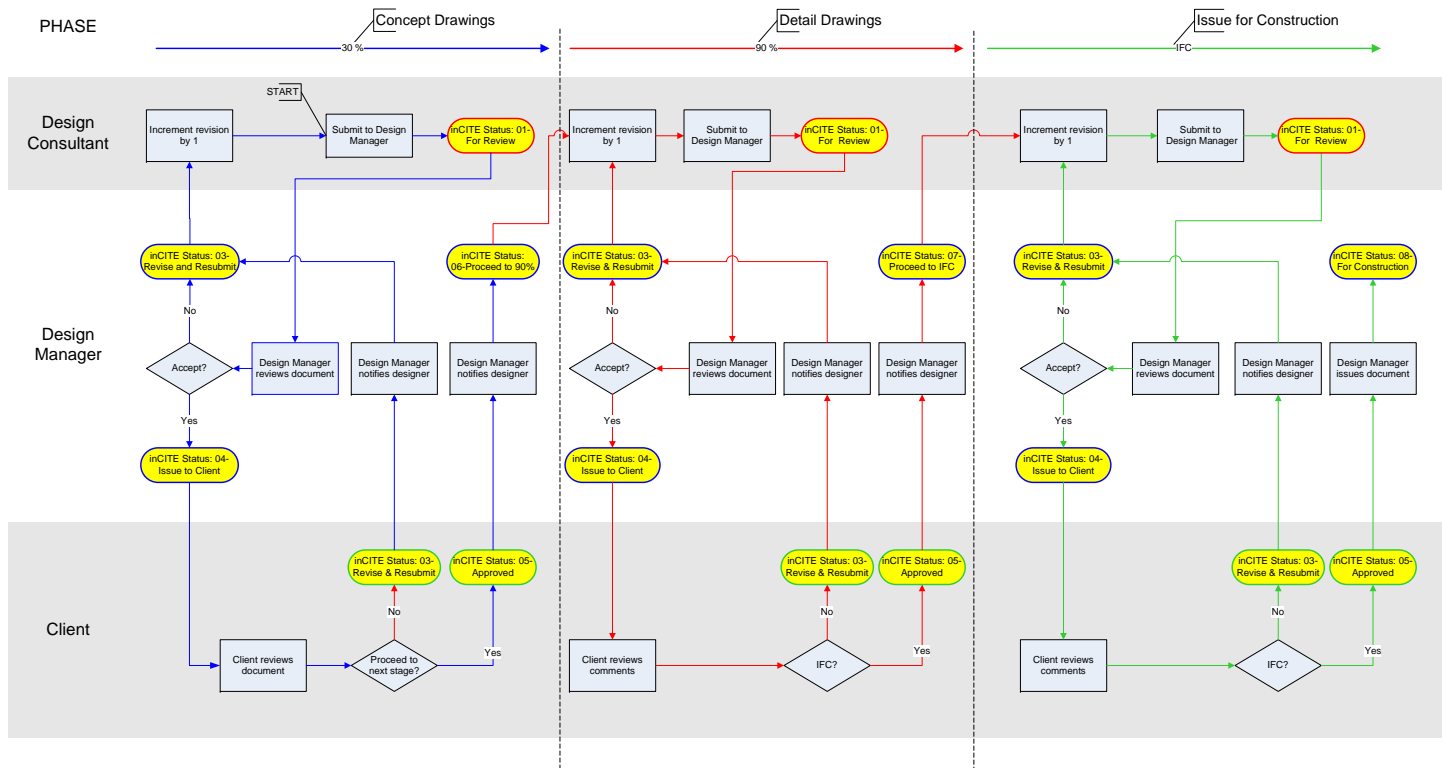 PHASE
Concept Drawings
30 %
Detail Drawings
90 %
Issue for Construction
IFC
Design
Consultant
START
Increment revision
by 1
Submit to Design
Manager
inCITE Status: 01-
For Review
Increment revision
by 1
Submit to
Design Manager
inCITE Status: 01-
For  Review
Increment revision
by 1
Submit to
Design Manager
inCITE Status: 01-
For  Review
Design
Manager
inCITE Status: 03-
Revise and Resubmit
inCITE Status:
06-Proceed to 90%
inCITE Status: 03-
Revise & Resubmit
inCITE Status: 07-
Proceed to IFC
inCITE Status: 03-
Revise & Resubmit
inCITE Status: 08-
For Construction
No
No
No
Accept?
Design Manager
reviews document
Design Manager
notifies designer
Design Manager
notifies designer
Accept?
Design Manager
reviews document
Design Manager
notifies designer
Design Manager
notifies designer
Accept?
Design Manager
reviews document
Design Manager
notifies designer
Design Manager
issues document
Yes
Yes
Yes
inCITE Status: 04-
Issue to Client
inCITE Status: 04-
Issue to Client
inCITE Status: 04-
Issue to Client
Client
inCITE Status: 03-
Revise & Resubmit
inCITE Status: 05-
Approved
inCITE Status: 03-
Revise & Resubmit
inCITE Status: 05-
Approved
inCITE Status: 03-
Revise & Resubmit
inCITE Status: 05-
Approved
No
No
No
Client reviews
document
Proceed to
next stage?
Yes
Client reviews
comments
IFC?
Yes
Client reviews
comments
IFC?
Yes